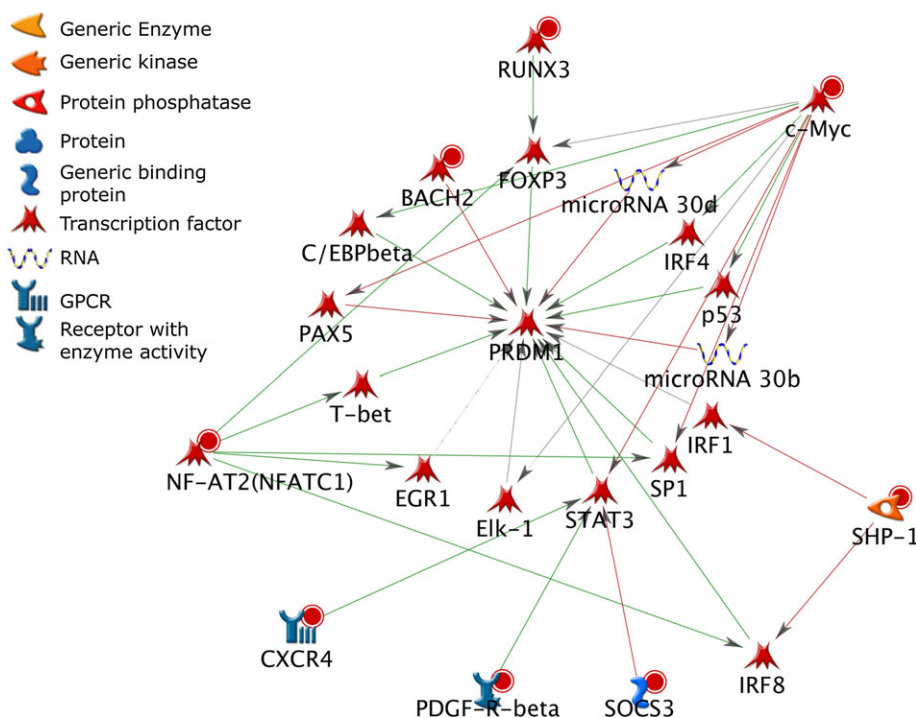 Generic Enzyme
Generic kinase
Protein phosphatase
Protein
Generic binding
protein
Transcription factor
RNA
GPCR
Receptor with
enzyme activity
RUNX3
c-Myc
BACH2
FOXP3
microRNA 30d
C/EBPbeta
IRF4
PAX5
p53
PRDM1
microRNA 30b
T-bet
IRF1
NF-AT2(NFATC1)
EGR1
SP1
Elk-1
STAT3
SHP-1
CXCR4
IRF8
PDGF-R-beta
SOCS3